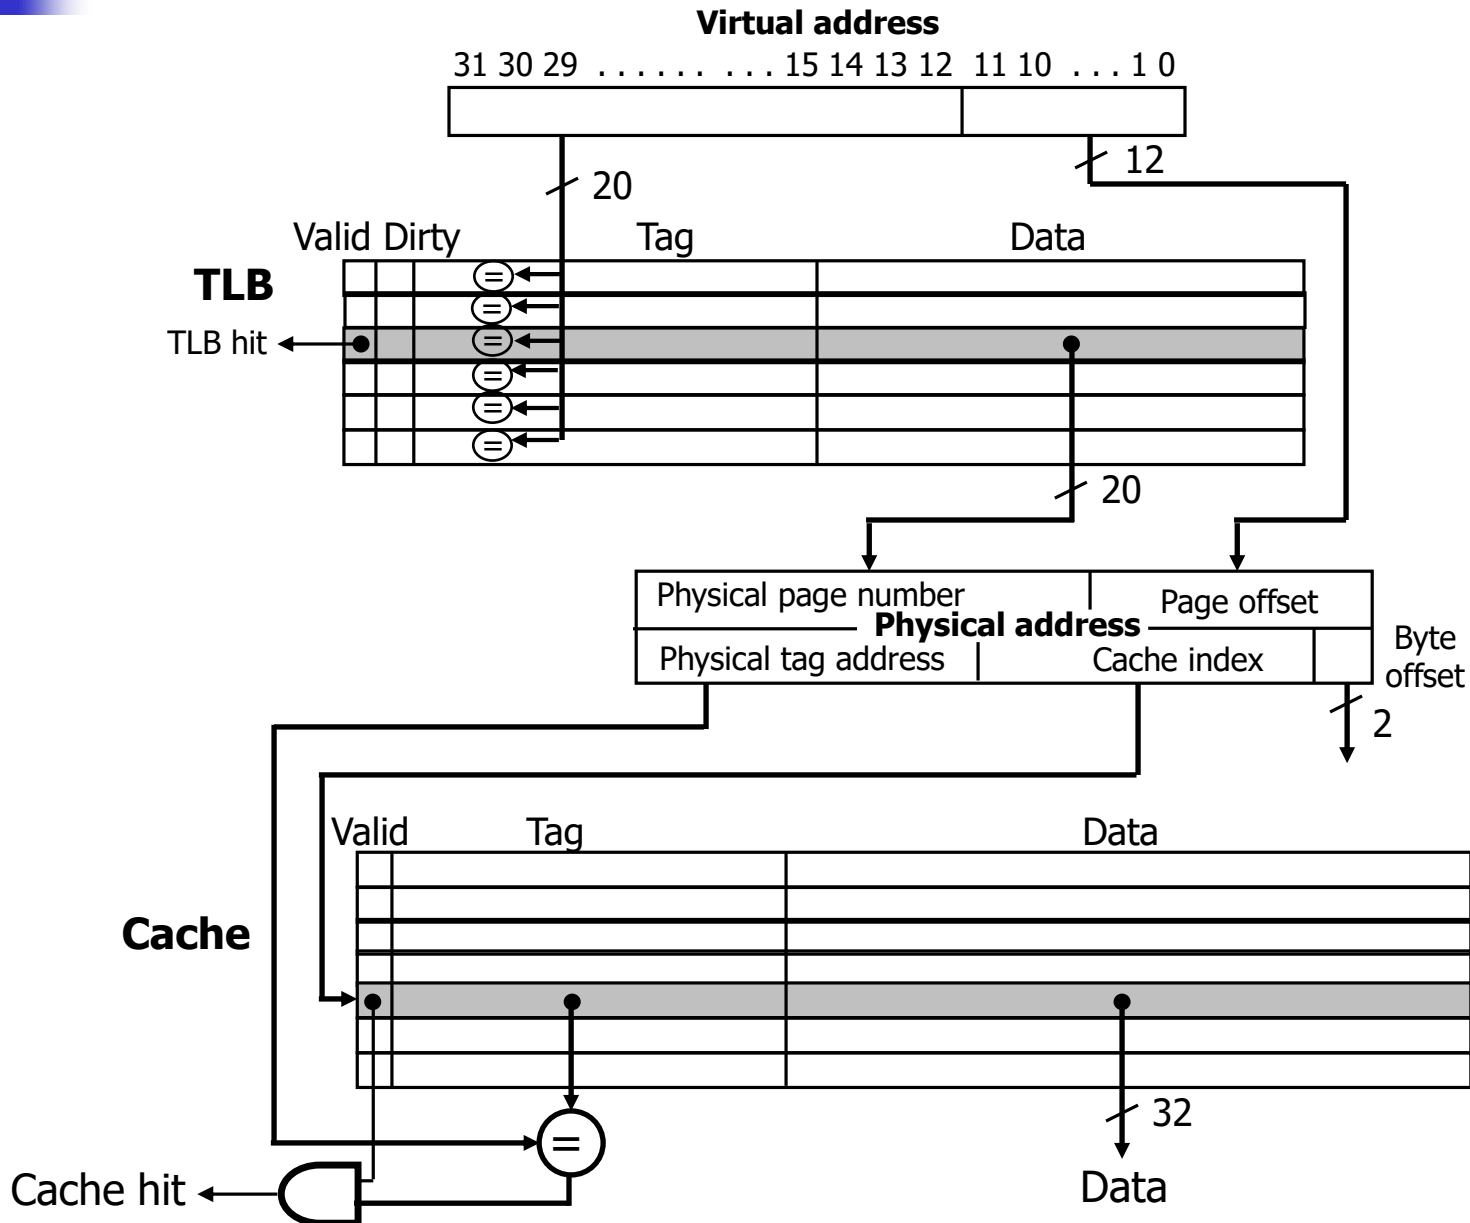 Virtual address
31 30 29 . . . . . . . . . . 15 14 13 12 11 10 . . . 1 0
20
12
Valid Dirty Tag Data
TLB
=
=
TLB hit
=
=
=
=
20
Physical page number Page offset
Physical address
Physical tag address Cache index
Byte
offset
2
Valid Tag Data
Cache
32
=
Cache hit
Data